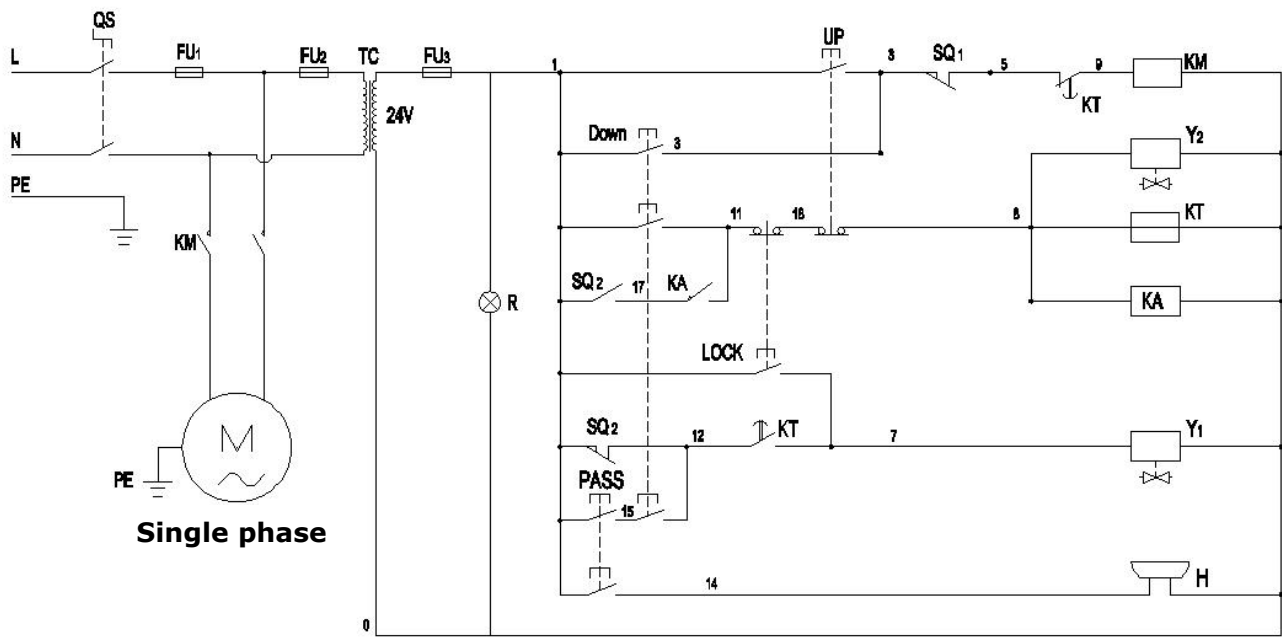 QS
L FU1 FU2 TC FU3 1 UP 3 SQ1 5 9 KM
KT
24V
N Down 3 Y2
PE
11 18 8 KT
KM
SQ2 17 KA KA
R
LOCK
SQ2 12 KT 7 Y1
M
PE PASS
15
Single phase
14 H
0